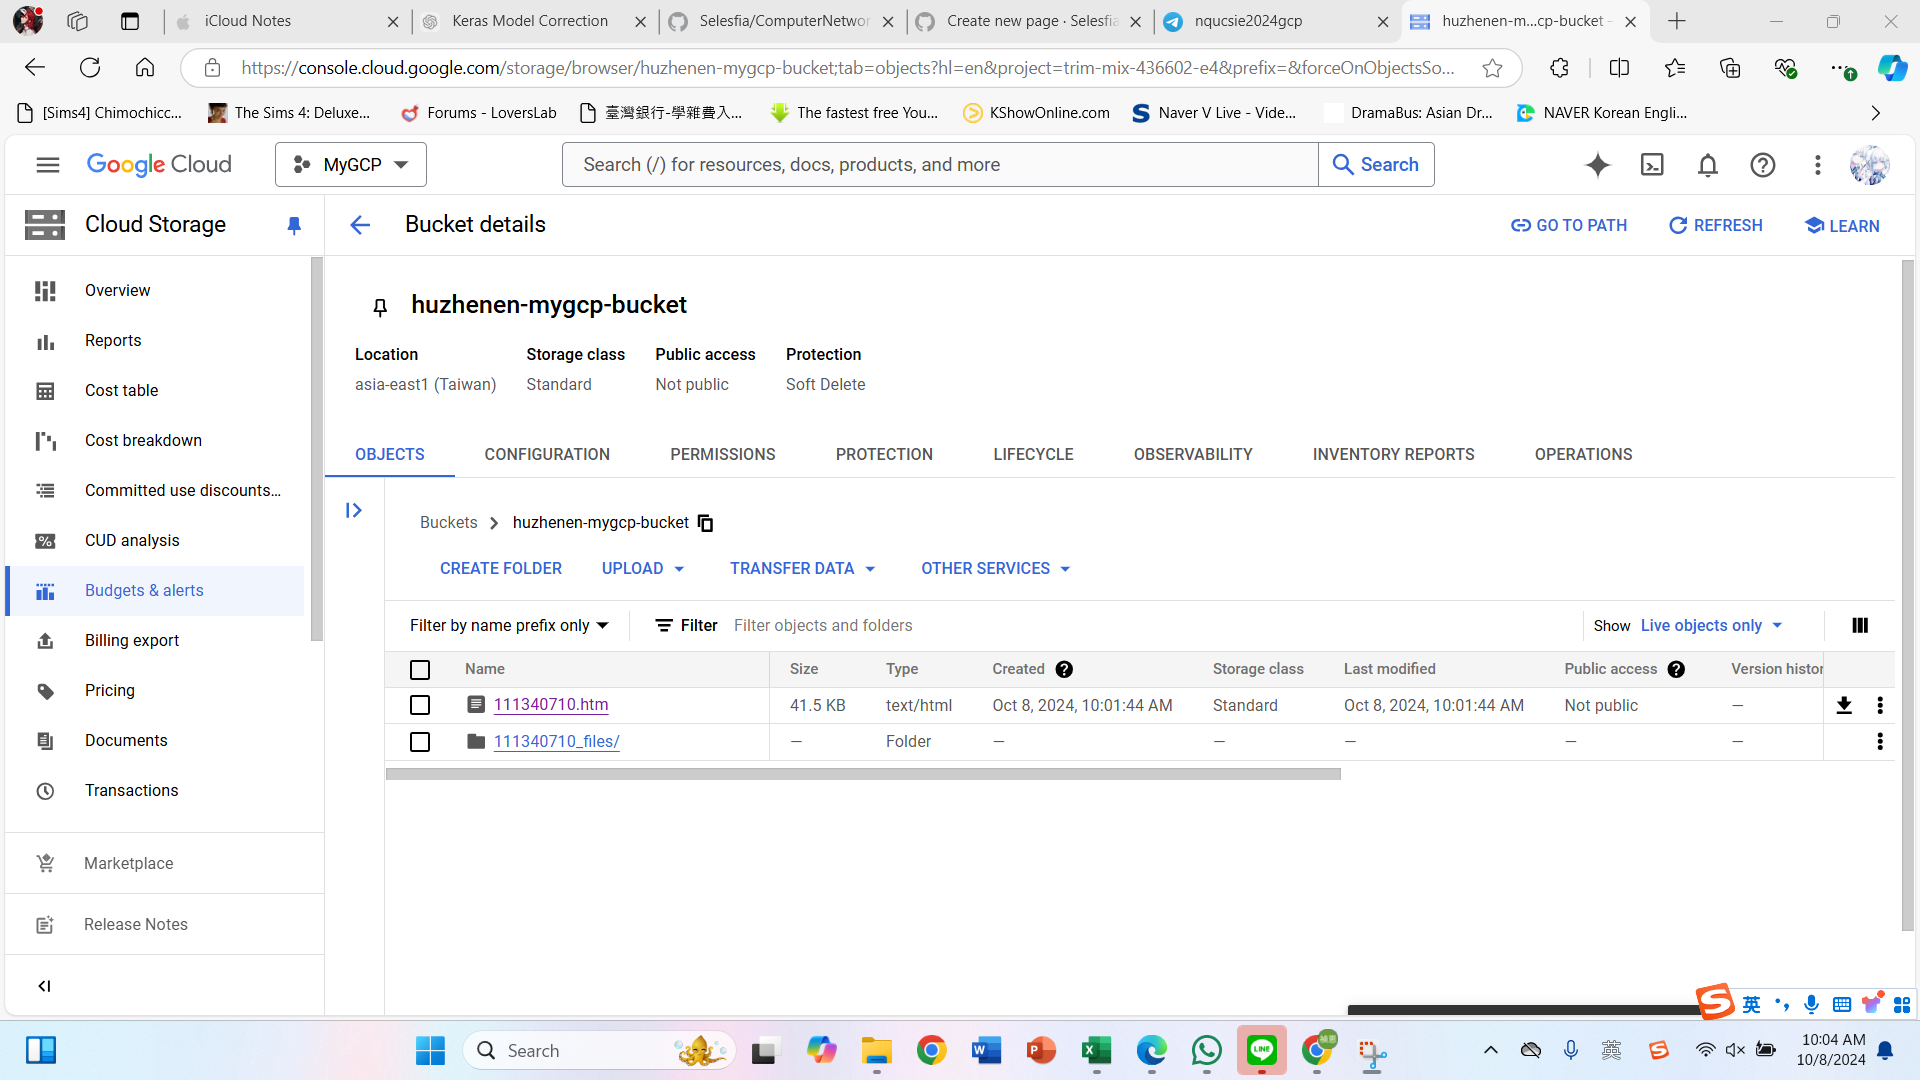 iCloud Notes
Keras Model Correction
Selesfia/ComputerNetwor
Create new page · Selesfia
nqucsie2024gcp
huzhenen-m...cp-bucket –
https://console.cloud.google.com/storage/browser/huzhenen-mygcp-bucket;tab=objects?hl=en&project=trim-mix-436602-e4&prefix=&forceOnObjectsSo...
[Sims4] Chimochicc...
The Sims 4: Deluxe...
Forums - LoversLab
臺灣銀行-學雜費入...
The fastest free You...
KShowOnline.com
Naver V Live - Vide...
DramaBus: Asian Dr...
NAVER Korean Engli...
Google Cloud
MyGCP
Search (/) for resources, docs, products, and more
Search
Cloud Storage
Bucket details
GO TO PATH
REFRESH
LEARN
Overview
Reports
Cost table
Cost breakdown
Committed use discounts...
CUD analysis
Budgets & alerts
Billing export
Pricing
Documents
Transactions
Marketplace
Release Notes
huzhenen-mygcp-bucket
Location Storage class Public access Protection
asia-east1 (Taiwan) Standard Not public Soft Delete
OBJECTS CONFIGURATION PERMISSIONS PROTECTION LIFECYCLE OBSERVABILITY INVENTORY REPORTS OPERATIONS
Buckets > huzhenen-mygcp-bucket
CREATE FOLDER UPLOAD TRANSFER DATA OTHER SERVICES
Filter by name prefix only Filter Filter objects and folders Show Live objects only
Name Size Type Created Storage class Last modified Public access Version histor
111340710.htm 41.5 KB text/html Oct 8, 2024, 10:01:44 AM Standard Oct 8, 2024, 10:01:44 AM Not public —
111340710_files/ — Folder — — — — —
英
Search
LINE
英
10:04 AM
10/8/2024